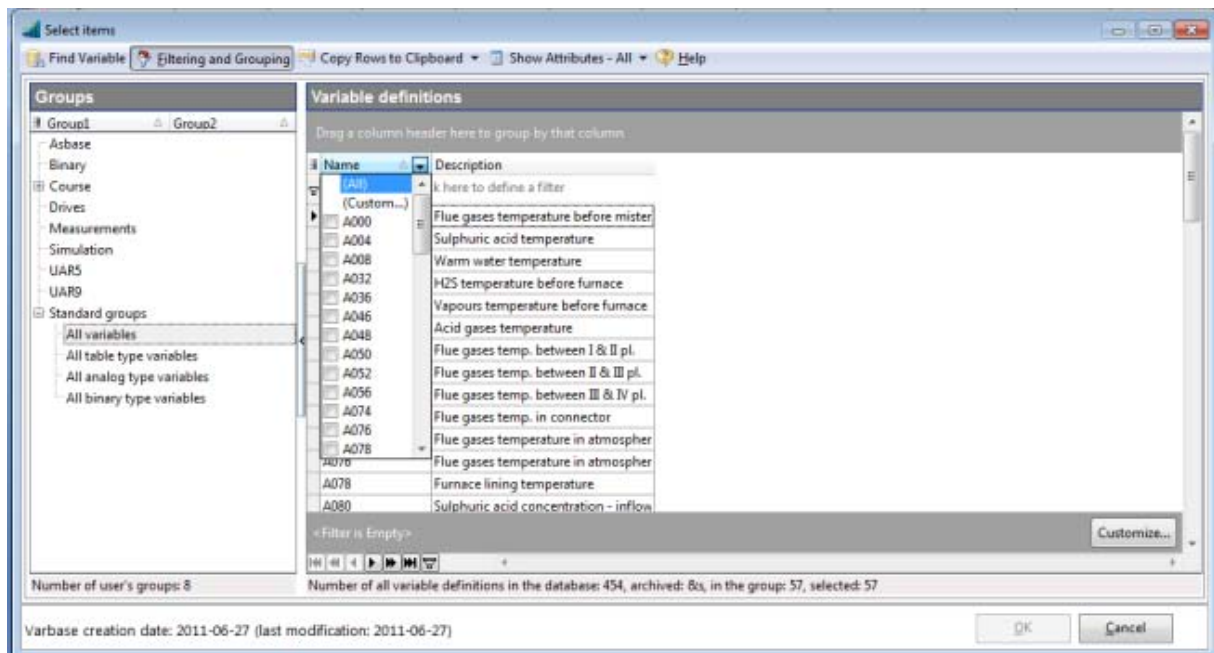 Select items
Find Variable Filtering and Grouping Copy Rows to Clipboard Show Attributes - All Help
Groups
Group1 Group2
Asbase
Binary
Course
Drives
Measurements
Simulation
UAR5
UAR9
Standard groups
All variables
All table type variables
All analog type variables
All binary type variables
Number of user's groups: 8
Variable definitions
Drag a column header here to group by that column
Name Description
(All)
k here to define a filter
(Custom...)
A000
Flue gases temperature before mister
A004
Sulphuric acid temperature
A008
Warm water temperature
A032
H2S temperature before furnace
A036
Vapours temperature before furnace
A046
Acid gases temperature
A048
A050
Flue gases temp. between I & II pl.
A052
Flue gases temp. between II & III pl.
A056
Flue gases temp. between III & IV pl.
A074
Flue gases temp. in connector
A076
Flue gases temperature in atmospher
A078
A076 Flue gases temperature in atmospher
A078 Furnace lining temperature
A080 Sulphuric acid concentration - inflow
<Filter is Empty> Customize...
Number of all variable definitions in the database: 454, archived: &s, in the group: 57, selected: 57
Varbase creation date: 2011-06-27 (last modification: 2011-06-27)
OK Cancel